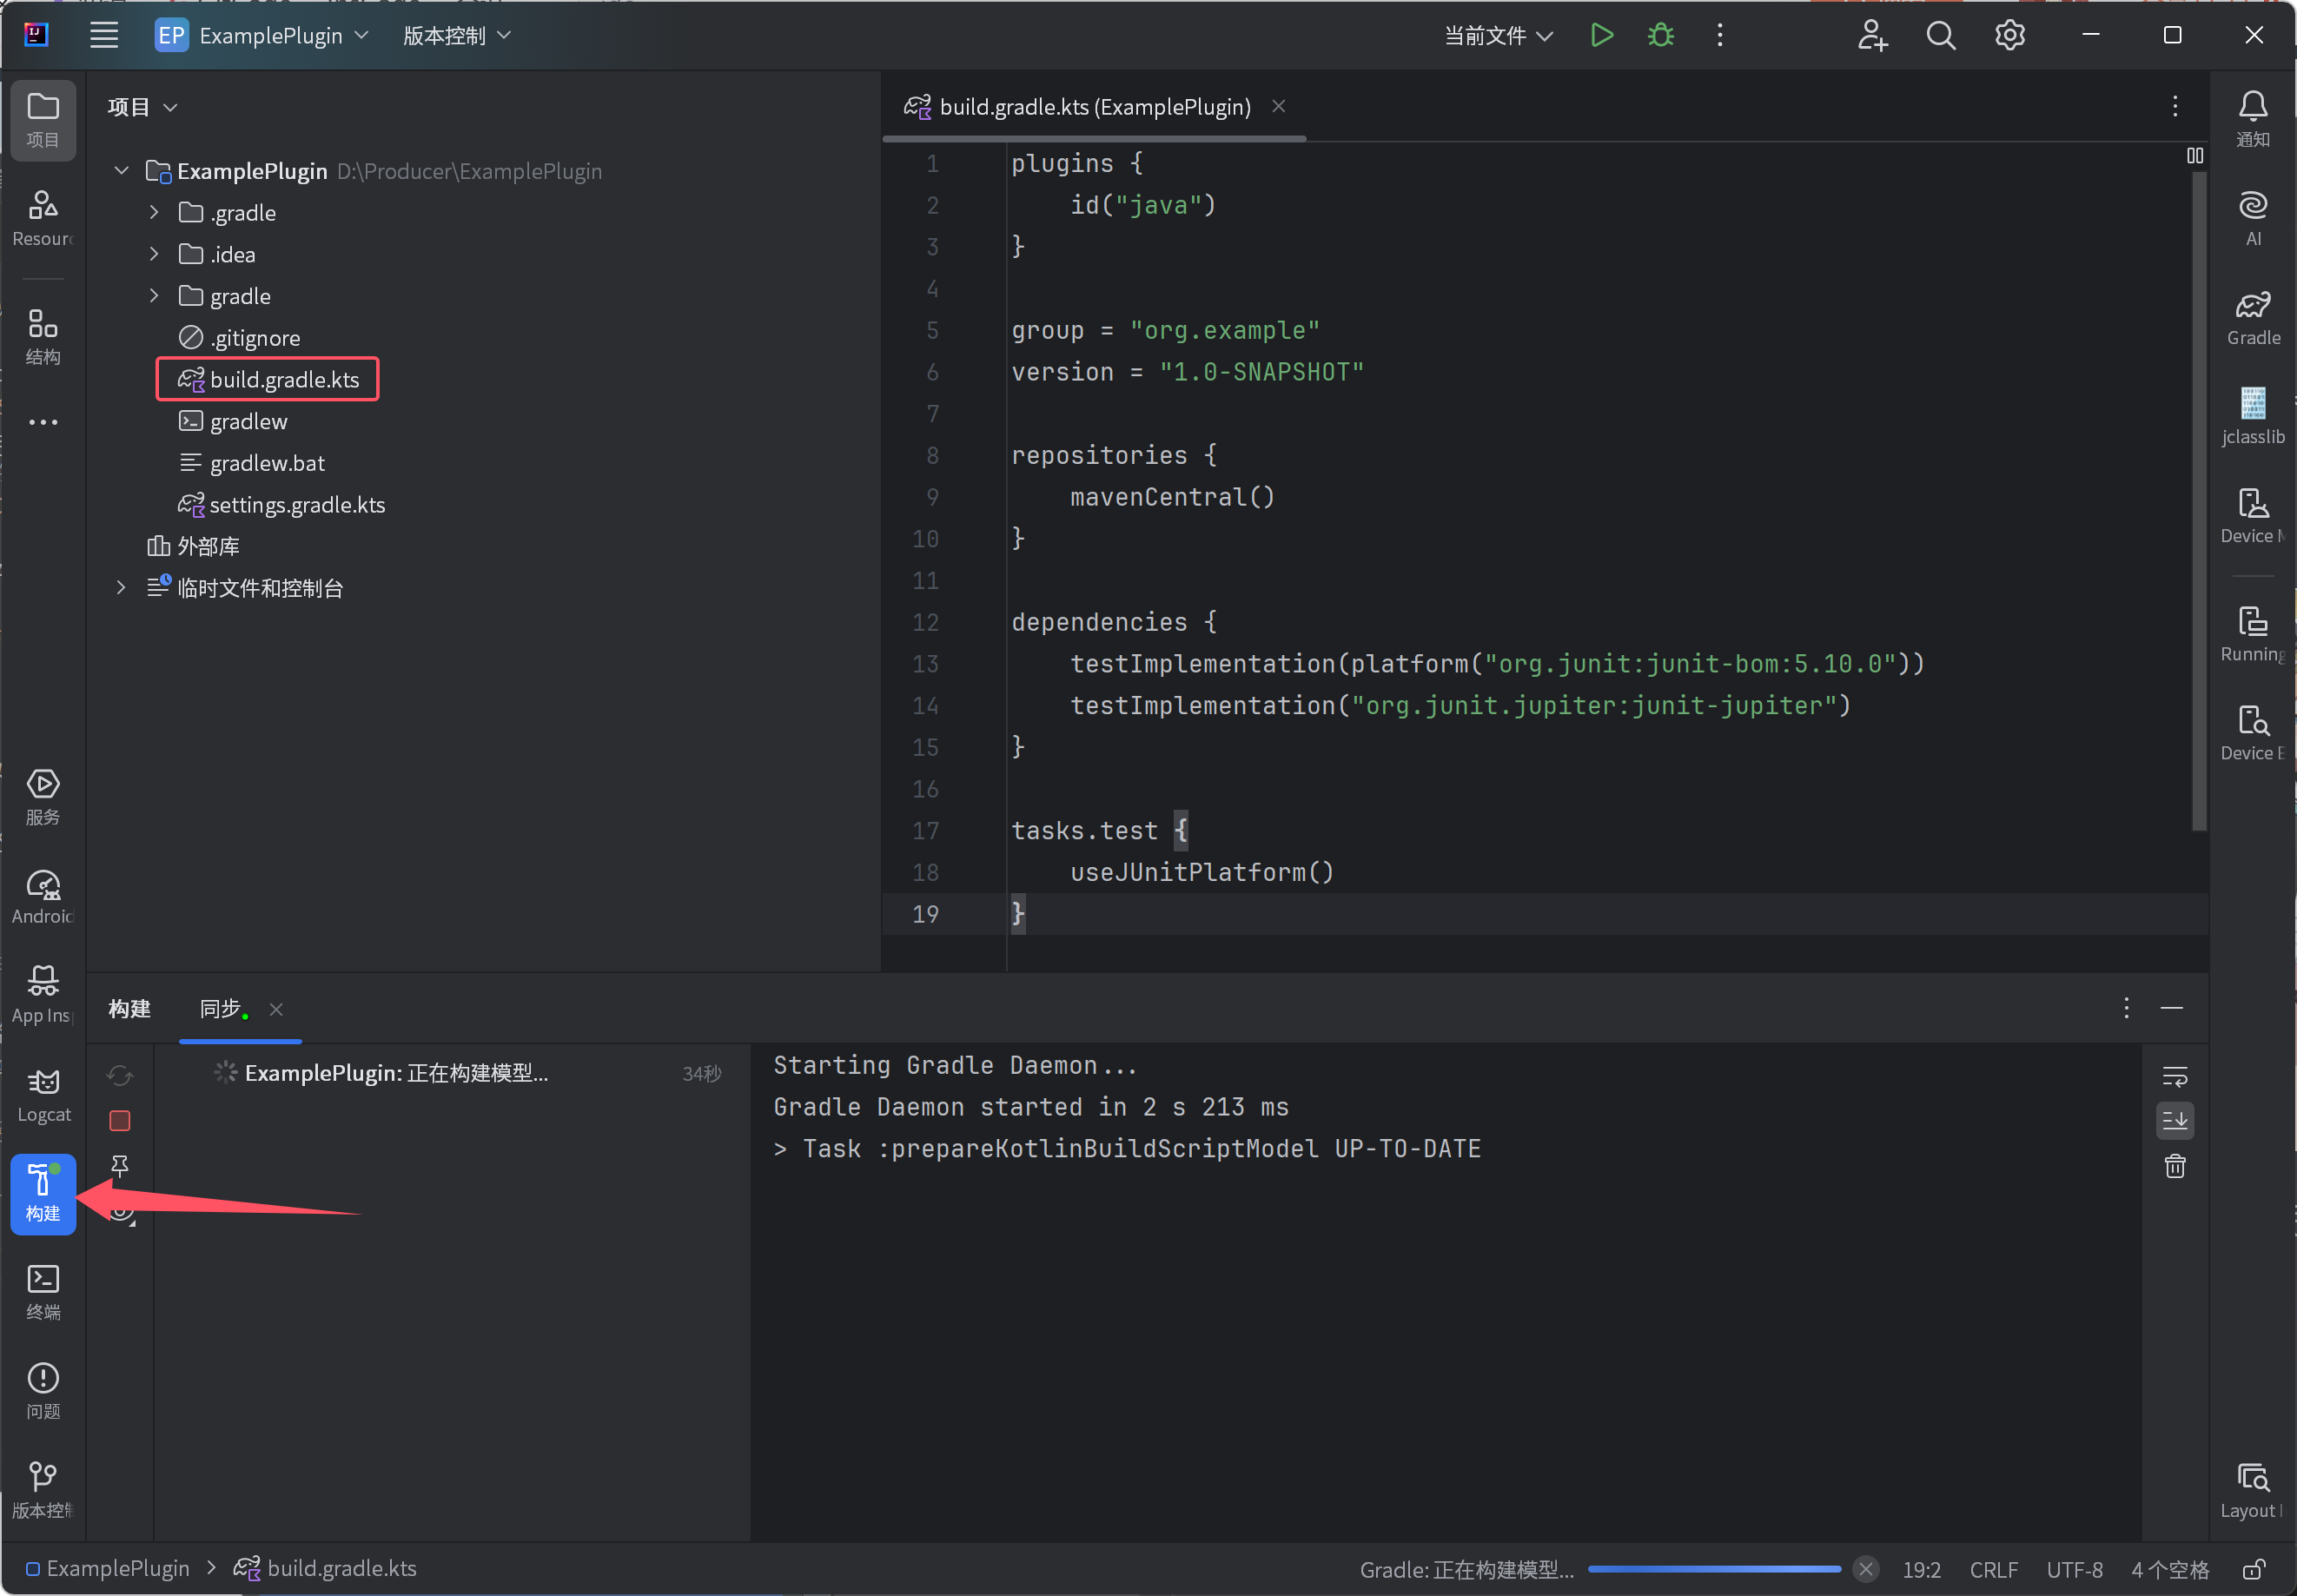 EP ExamplePlugin 版本控制 当前文件
项目
Resour
结构
服务
Android
App Ins
Logcat
构建
终端
问题
版本控制
项目
ExamplePlugin D:\Producer\ExamplePlugin
.gradle
.idea
gradle
.gitignore
build.gradle.kts
gradlew
gradlew.bat
settings.gradle.kts
外部库
临时文件和控制台
build.gradle.kts (ExamplePlugin)
1 plugins {
2     id("java")
3 }
4
5 group = "org.example"
6 version = "1.0-SNAPSHOT"
7
8 repositories {
9     mavenCentral()
10 }
11
12 dependencies {
13     testImplementation(platform("org.junit:junit-bom:5.10.0"))
14     testImplementation("org.junit.jupiter:junit-jupiter")
15 }
16
17 tasks.test {
18     useJUnitPlatform()
19 }
通知
AI
Gradle
jclasslib
Device M
Running
Device E
Layout I
构建 同步
ExamplePlugin: 正在构建模型... 34秒
Starting Gradle Daemon...
Gradle Daemon started in 2 s 213 ms
> Task :prepareKotlinBuildScriptModel UP-TO-DATE
ExamplePlugin > build.gradle.kts
Gradle: 正在构建模型... 19:2 CRLF UTF-8 4 个空格